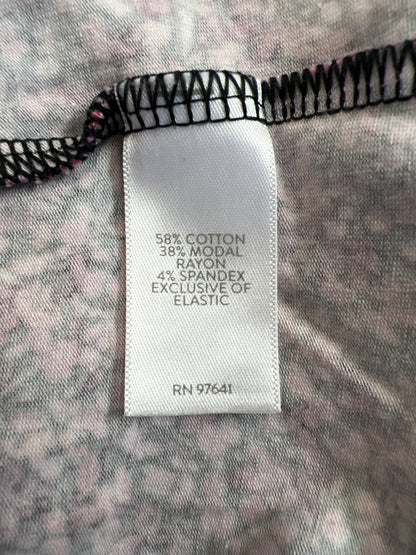 58% COTTON
38% MODAL
RAYON
4% SPANDEX
EXCLUSIVE OF
ELASTIC
RN 97641